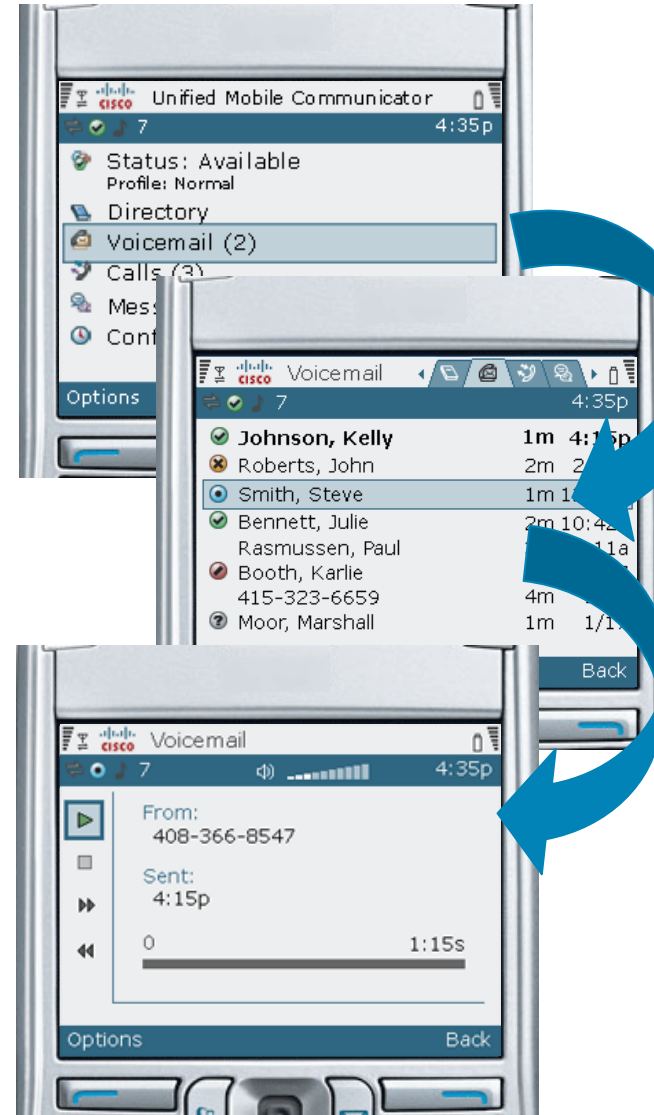 cisco Unified Mobile Communicator
7 4:35p
Status: Available
Profile: Normal
Directory
Voicemail (2)
Calls (3)
Options
cisco Voicemail
7 4:35p
Johnson, Kelly 1m 4:15p
Roberts, John 2m
Smith, Steve 1m
Bennett, Julie 2m
Rasmussen, Paul
Booth, Karlie
415-323-6659 4m
Moor, Marshall 1m
Back
cisco Voicemail
7 4:35p
From:
408-366-8547
Sent:
4:15p
0 1:15s
Options Back